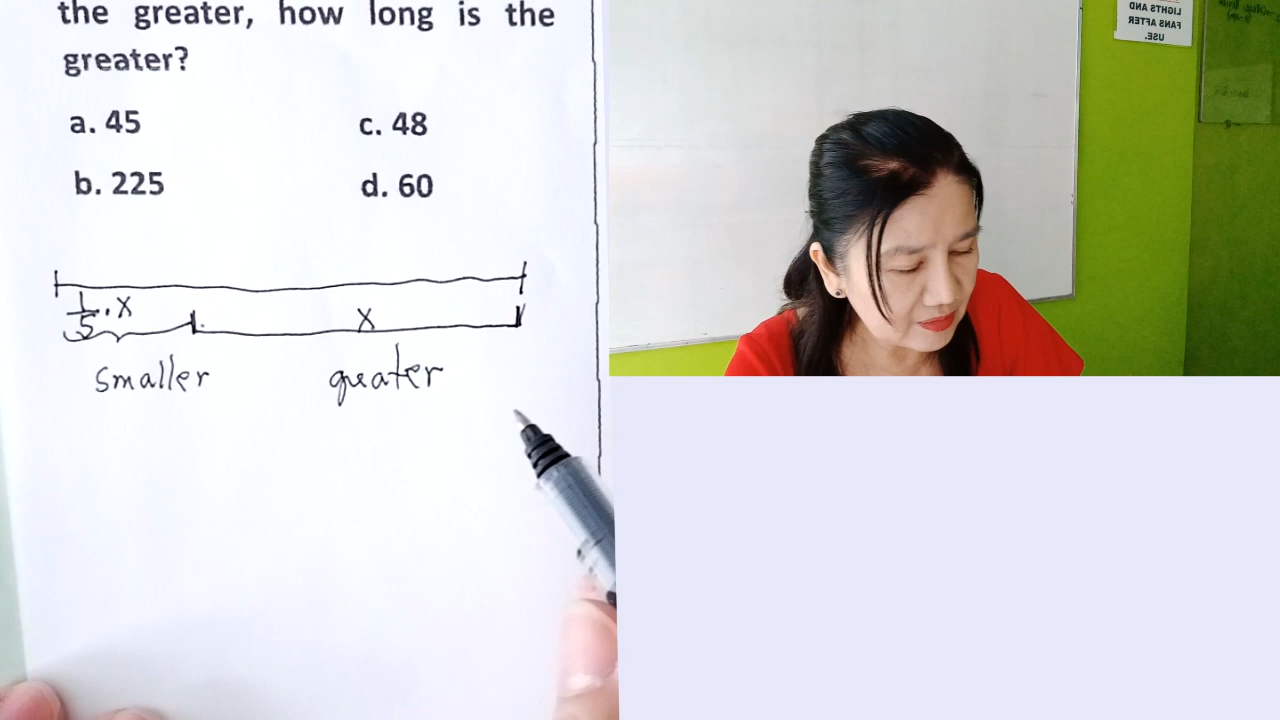 the greater, how long is the
greater?
a. 45
c. 48
b. 225
d. 60
1/5 · x
x
smaller
greater
LIGHTS AND
FANS AFTER
USE.